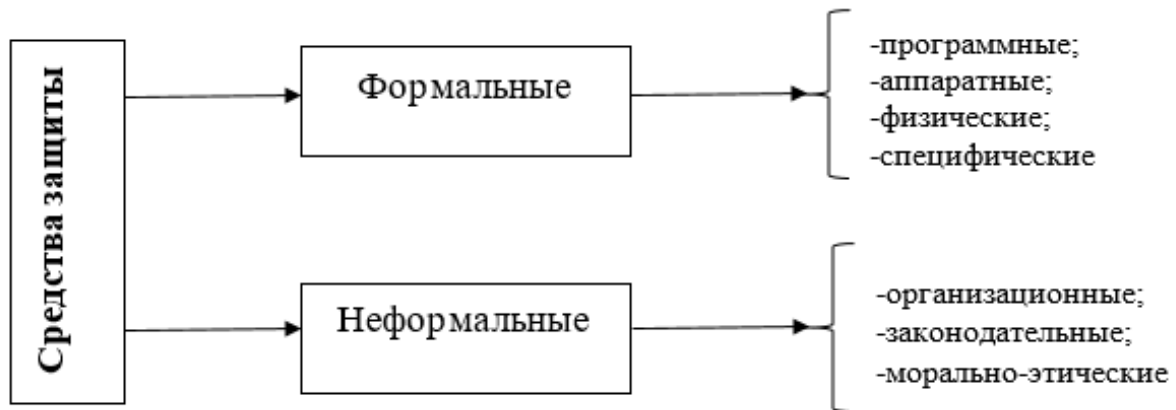 Средства защиты
Формальные
-программные;
-аппаратные;
-физические;
-специфические
Неформальные
-организационные;
-законодательные;
-морально-этические